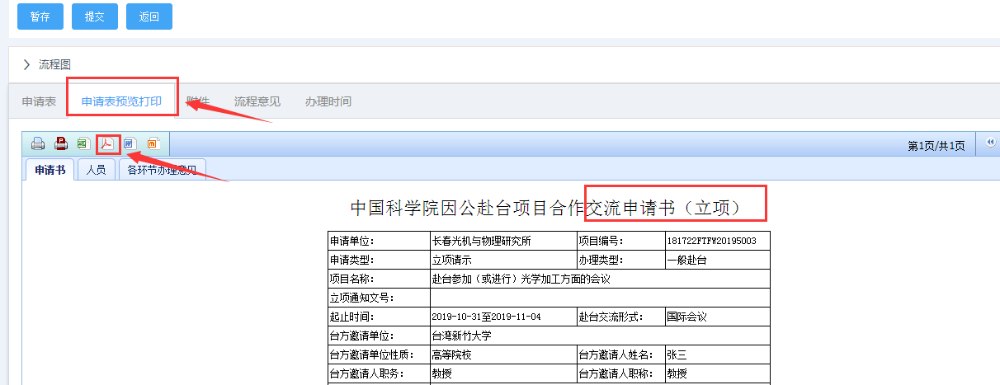 暂存 提交 返回
流程图
申请表 申请表预览打印 附件 流程意见 办理时间
第1页/共1页
申请书 人员 各环节办理意见
中国科学院因公赴台项目合作交流申请书（立项）
申请单位： 长春光机与物理研究所 项目编号： 181722FTFW20195003
申请类型： 立项请示 办理类型： 一般赴台
项目名称： 赴台参加（或进行）光学加工方面的会议
立项通知文号：
起止时间： 2019-10-31至2019-11-04 赴台交流形式： 国际会议
台方邀请单位： 台湾新竹大学
台方邀请单位性质： 高等院校 台方邀请人姓名： 张三
台方邀请人职务： 教授 台方邀请人职称： 教授